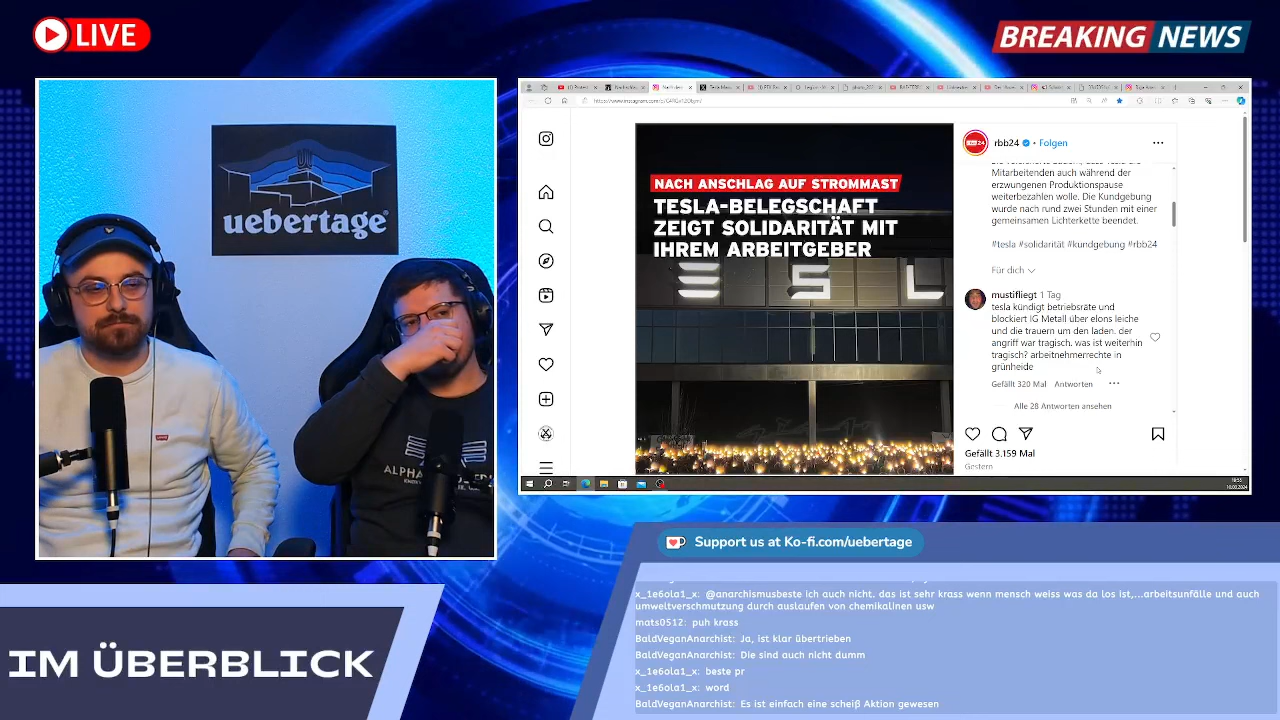 LIVE
BREAKING NEWS
uebertage
ALPHA
NACH ANSCHLAG AUF STROMMAST
TESLA-BELEGSCHAFT
ZEIGT SOLIDARITÄT MIT
IHREM ARBEITGEBER
rbb24 • Folgen
Mitarbeitenden auch während der
erzwungenen Produktionspause
weiterbezahlen wolle. Die Kundgebung
wurde nach rund zwei Stunden mit einer
gemeinsamen Lichterkette beendet.
#tesla #solidarität #kundgebung #rbb24
Für dich
mustifliegt 1 Tag
tesla kündigt betriebsräte und
blockiert IG Metall über elons leiche
und die trauern um den laden. der
angriff war tragisch. was ist weiterhin
tragisch? arbeitnehmerrechte in
grünheide
Gefällt 320 Mal Antworten
Alle 28 Antworten ansehen
Gefällt 3.159 Mal
Gestern
Support us at Ko-fi.com/uebertage
x_1e6ola1_x: @anarchismusbeste ich auch nicht. das ist sehr krass wenn mensch weiss was da los ist,...arbeitsunfälle und auch
umweltverschmutzung durch auslaufen von chemikalinen usw
mats0512: puh krass
BaldVeganAnarchist: Ja, ist klar übertrieben
BaldVeganAnarchist: Die sind auch nicht dumm
x_1e6ola1_x: beste pr
x_1e6ola1_x: word
BaldVeganAnarchist: Es ist einfach eine scheiß Aktion gewesen
IM ÜBERBLICK